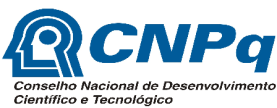 CNPq
Conselho Nacional de Desenvolvimento
Científico e Tecnológico